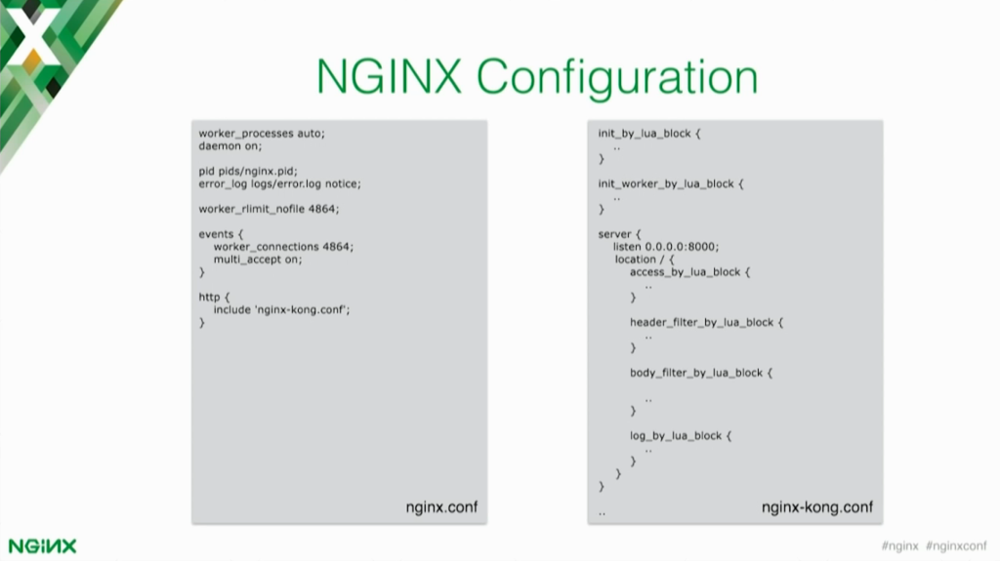 NGINX Configuration
worker_processes auto;
daemon on;
pid pids/nginx.pid;
error_log logs/error.log notice;
worker_rlimit_nofile 4864;
events {
worker_connections 4864;
multi_accept on;
}
http {
include 'nginx-kong.conf';
}
nginx.conf
init_by_lua_block {
..
}
init_worker_by_lua_block {
..
}
server {
listen 0.0.0.0:8000;
location / {
access_by_lua_block {
..
}
header_filter_by_lua_block {
..
}
body_filter_by_lua_block {
..
}
log_by_lua_block {
..
}
}
}
..
nginx-kong.conf
NGINX
#nginx #nginxconf